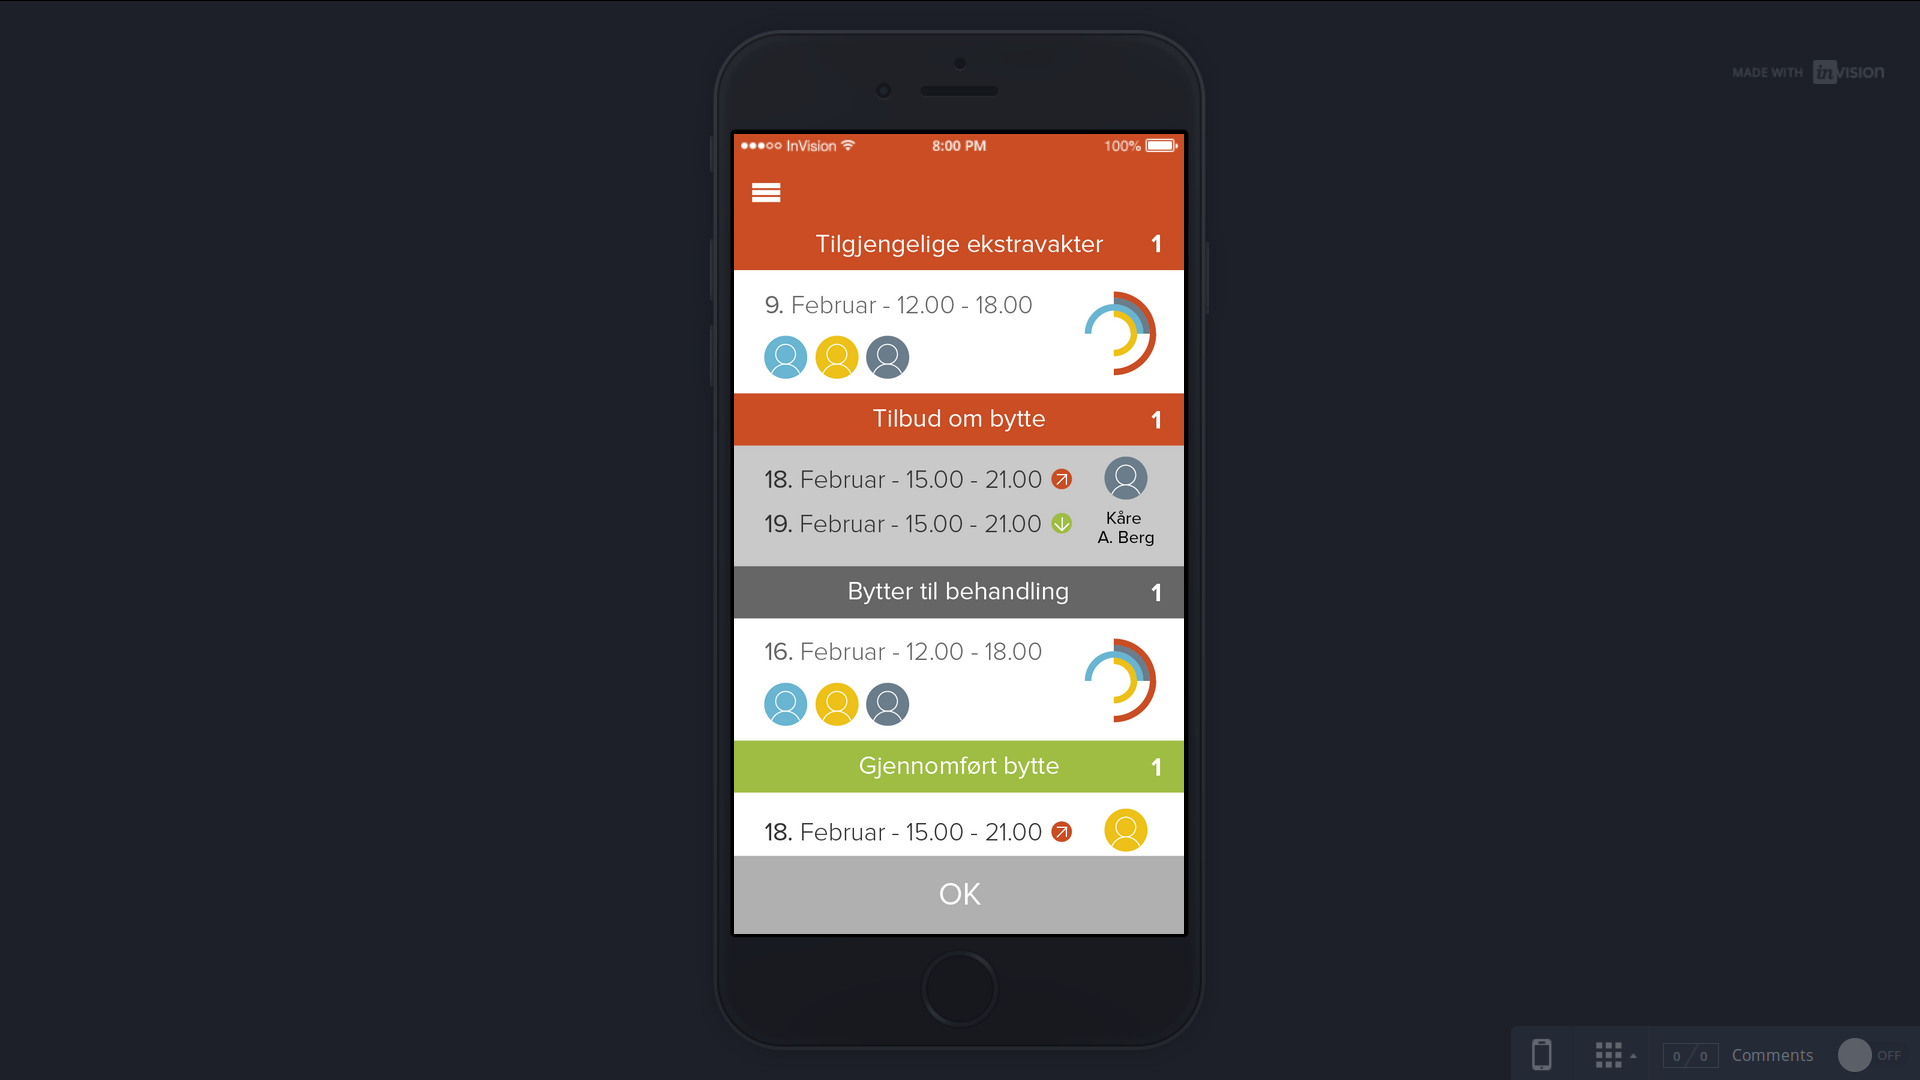 MADE WITH inVISION
InVision 8:00 PM 100%
Tilgjengelige ekstravakter 1
9. Februar - 12.00 - 18.00
Tilbud om bytte 1
18. Februar - 15.00 - 21.00
19. Februar - 15.00 - 21.00
Kåre
A. Berg
Bytter til behandling 1
16. Februar - 12.00 - 18.00
Gjennomført bytte 1
18. Februar - 15.00 - 21.00
OK
0 / 0 Comments OFF